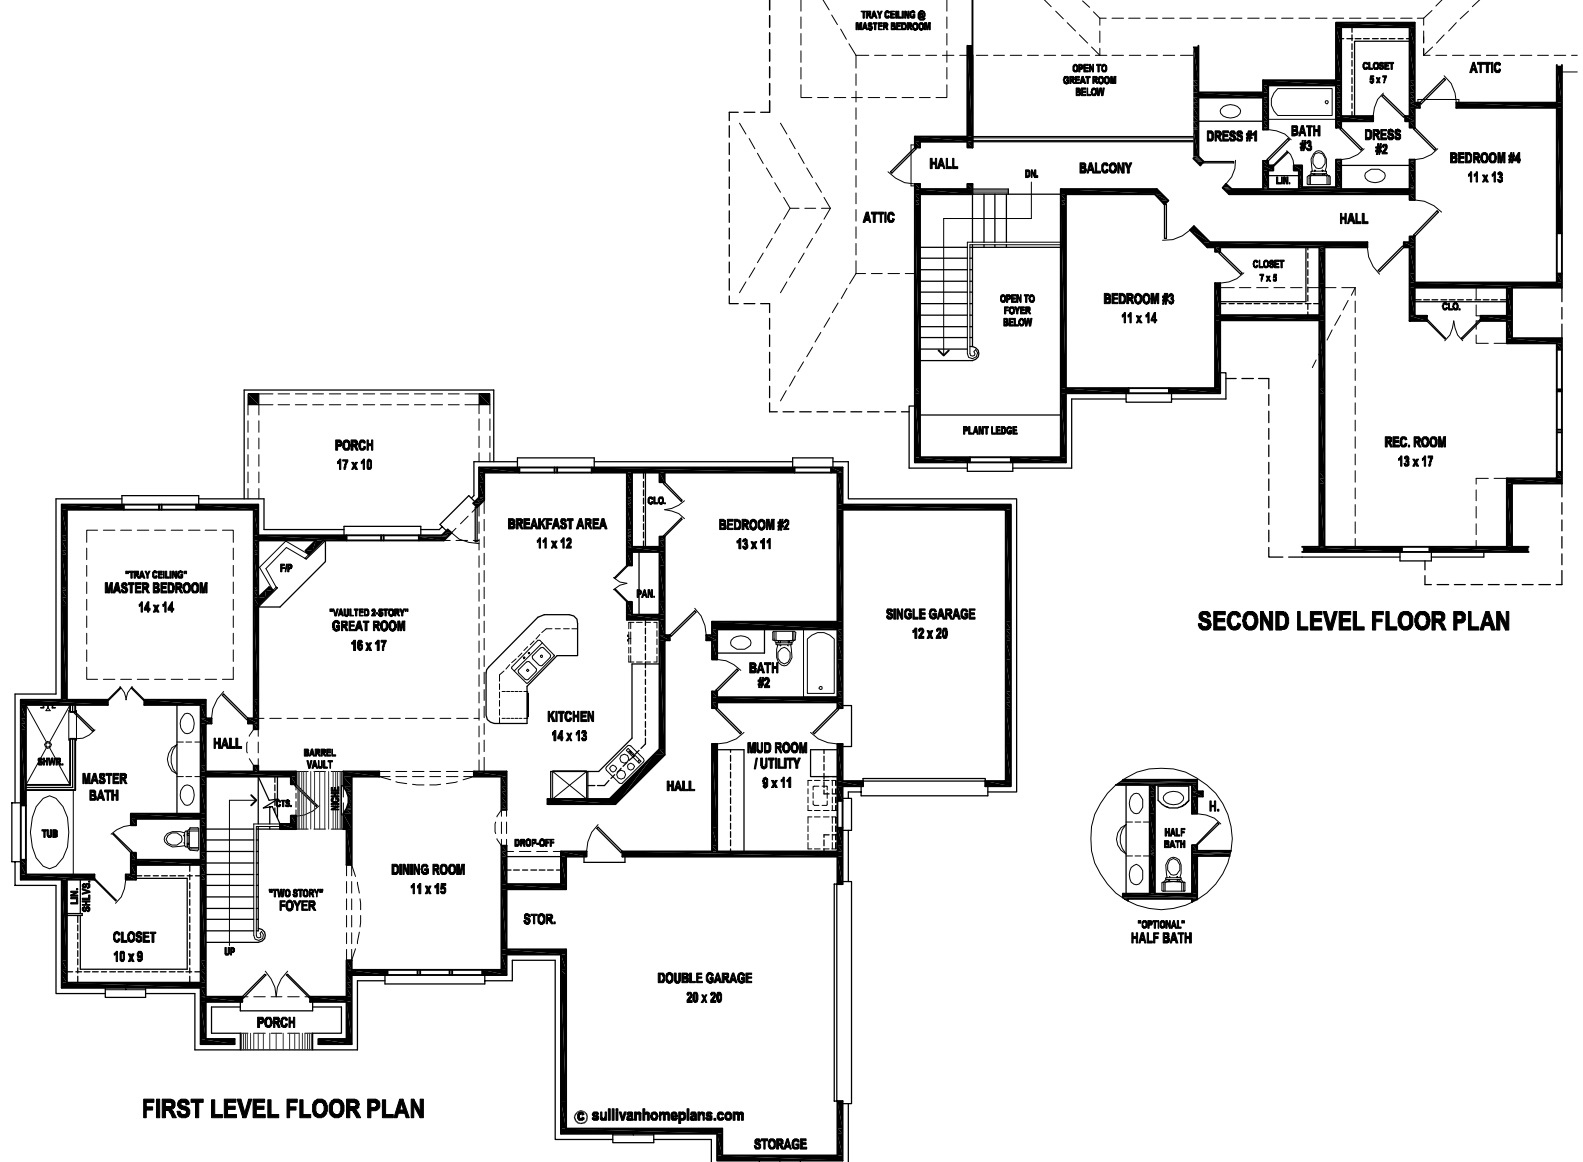 TRAY CEILING @
MASTER BEDROOM
OPEN TO
GREAT ROOM
BELOW
CLOSET
5 x 7
ATTIC
DRESS #1
BATH
#3
DRESS
#2
LIN.
BEDROOM #4
11 x 13
HALL
BALCONY
DN.
ATTIC
HALL
OPEN TO
FOYER
BELOW
BEDROOM #3
11 x 14
CLOSET
7 x 5
CLO.
PLANT LEDGE
REC. ROOM
13 x 17
SECOND LEVEL FLOOR PLAN
PORCH
17 x 10
"TRAY CEILING"
MASTER BEDROOM
14 x 14
F/P
"VAULTED 2-STORY"
GREAT ROOM
16 x 17
BREAKFAST AREA
11 x 12
CLO.
BEDROOM #2
13 x 11
PAN.
SINGLE GARAGE
12 x 20
BATH
#2
KITCHEN
14 x 13
MUD ROOM
/ UTILITY
9 x 11
HALL
HALL
BARREL
VAULT
SHWR.
MASTER
BATH
TUB
CTS.
NICHE
DROP-OFF
DINING ROOM
11 x 15
"TWO STORY"
FOYER
LIN.
SHLVS.
CLOSET
10 x 9
UP
STOR.
DOUBLE GARAGE
20 x 20
PORCH
© sullivanhomeplans.com
STORAGE
FIRST LEVEL FLOOR PLAN
H.
HALF
BATH
"OPTIONAL"
HALF BATH